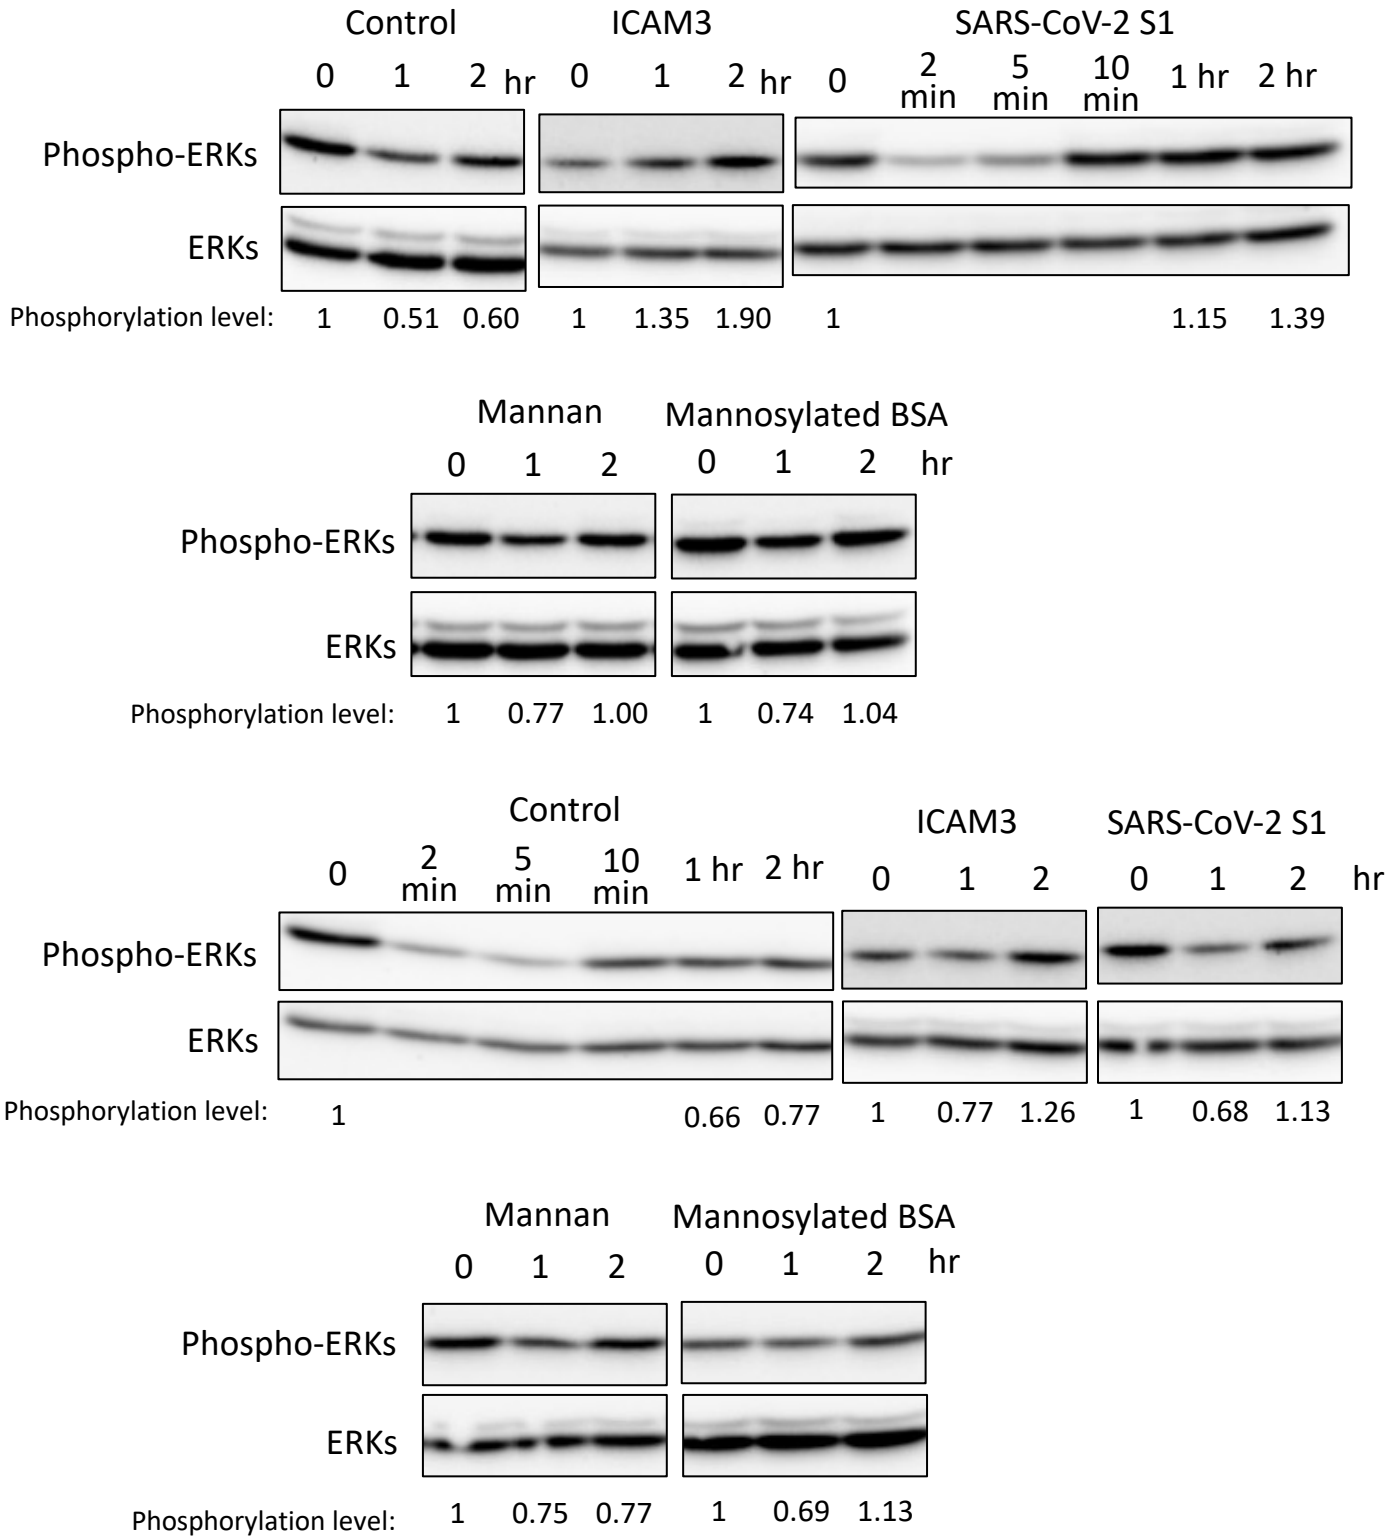 Control ICAM3 SARS-CoV-2 S1
0 1 2 hr 0 1 2 hr 0 2 min 5 min 10 min 1 hr 2 hr
Phospho-ERKs
ERKs
Phosphorylation level: 1 0.51 0.60 1 1.35 1.90 1 1.15 1.39
Mannan Mannosylated BSA
0 1 2 0 1 2 hr
Phospho-ERKs
ERKs
Phosphorylation level: 1 0.77 1.00 1 0.74 1.04
Control ICAM3 SARS-CoV-2 S1
0 2 min 5 min 10 min 1 hr 2 hr 0 1 2 0 1 2 hr
Phospho-ERKs
ERKs
Phosphorylation level: 1 0.66 0.77 1 0.77 1.26 1 0.68 1.13
Mannan Mannosylated BSA
0 1 2 0 1 2 hr
Phospho-ERKs
ERKs
Phosphorylation level: 1 0.75 0.77 1 0.69 1.13